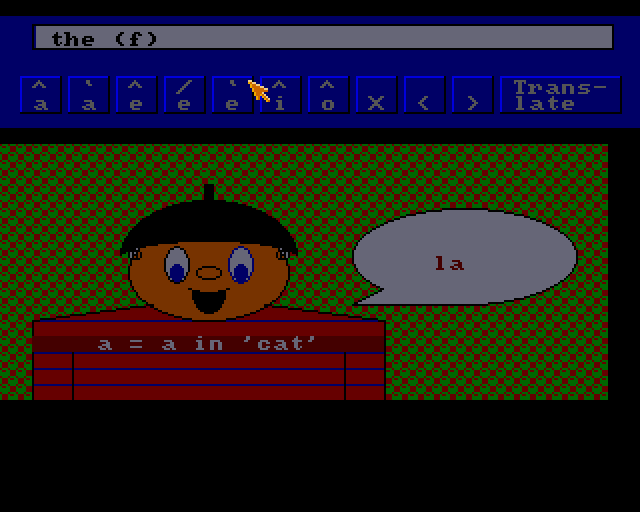 the (f)
^ ` ^ / ` ^ ^ Trans-
a a e e e i o X < > late
la
a = a in 'cat'